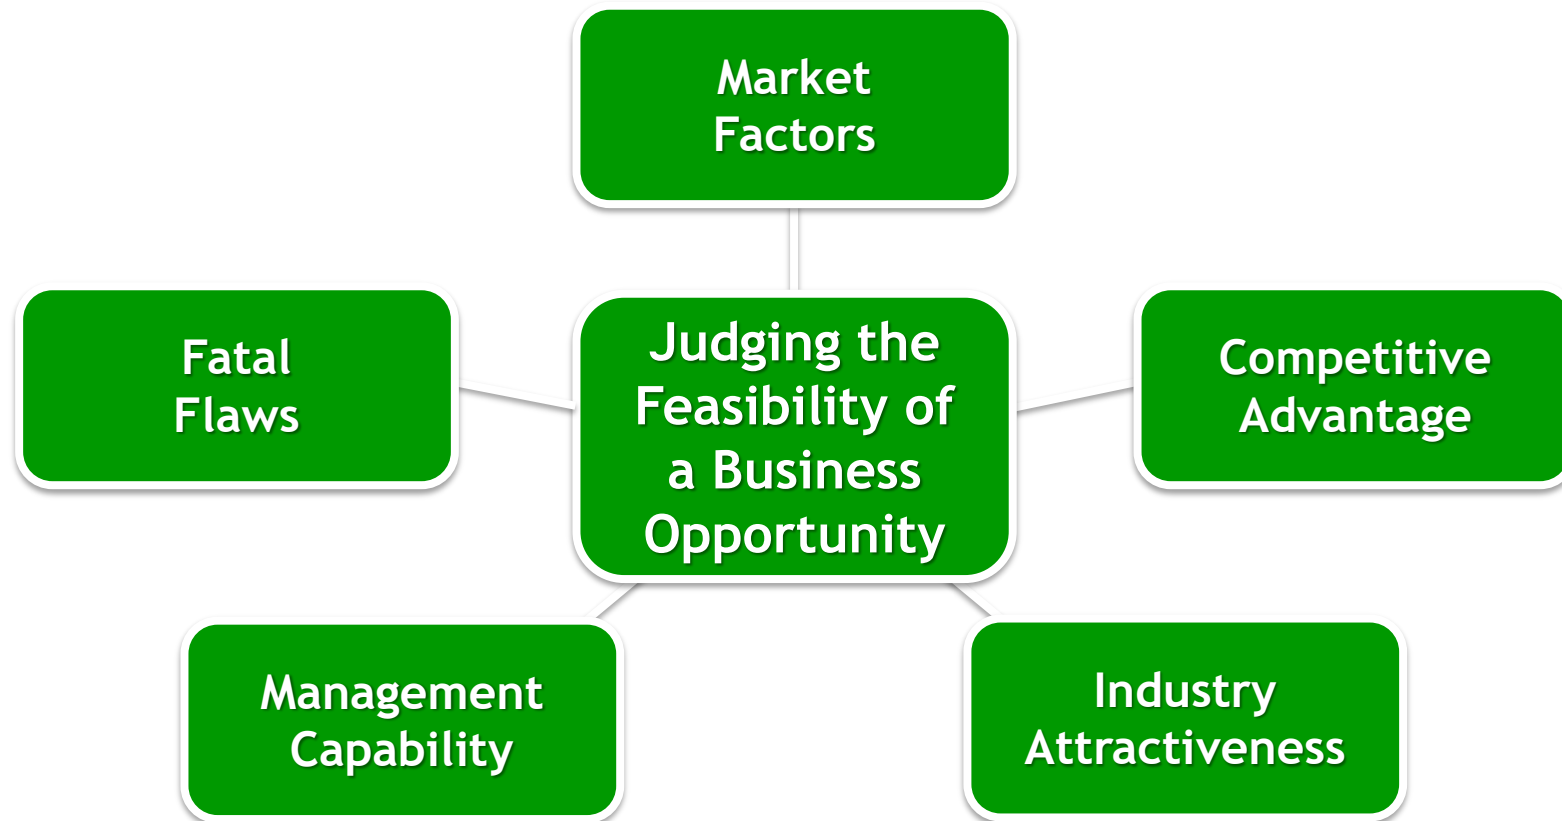 Market
Factors
Fatal
Flaws
Judging the
Feasibility of
a Business
Opportunity
Competitive
Advantage
Management
Capability
Industry
Attractiveness